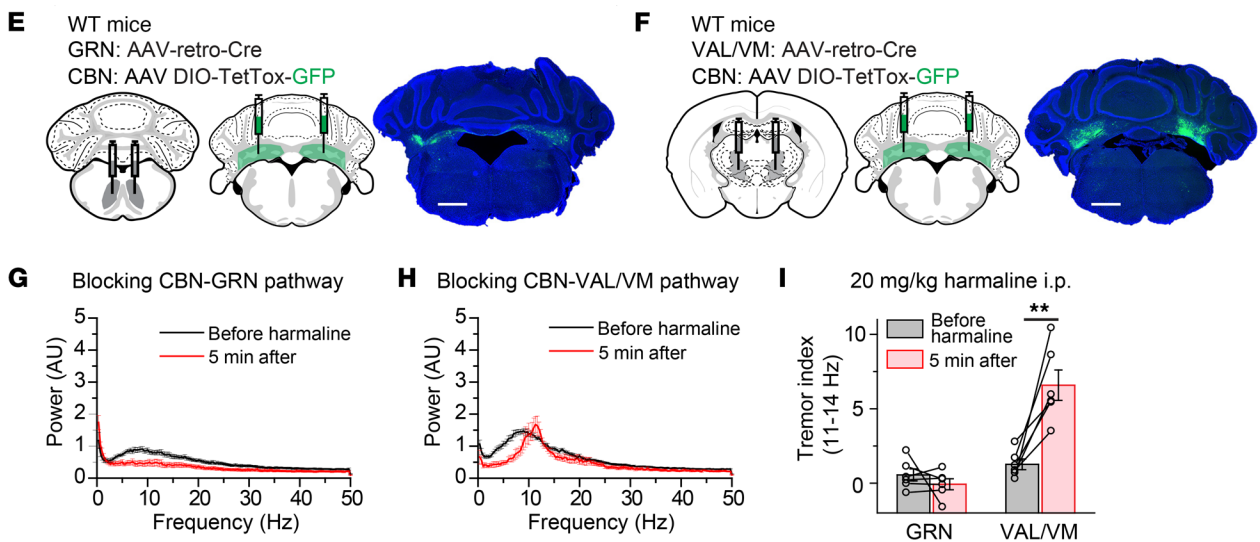 E
WT mice
GRN: AAV-retro-Cre
CBN: AAV DIO-TetTox-GFP
F
WT mice
VAL/VM: AAV-retro-Cre
CBN: AAV DIO-TetTox-GFP
G
Blocking CBN-GRN pathway
5
4
3
2
1
0
Power (AU)
Before harmaline
5 min after
0 10 20 30 40 50
Frequency (Hz)
H
Blocking CBN-VAL/VM pathway
5
4
3
2
1
0
Power (AU)
Before harmaline
5 min after
0 10 20 30 40 50
Frequency (Hz)
I
20 mg/kg harmaline i.p.
10
5
0
Tremor index
(11-14 Hz)
Before
harmaline
5 min after
**
GRN VAL/VM